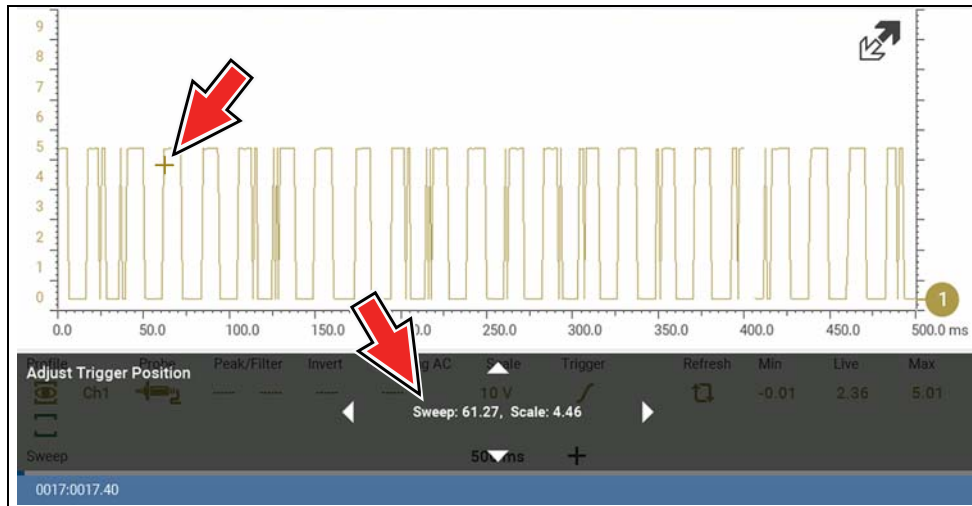 9
8
7
6
5
4
3
2
1
0
1
0.0 50.0 100.0 150.0 250.0 300.0 350.0 400.0 450.0 500.0 ms
Profile Probe Peak/Filter Invert AC Scale Trigger Refresh Min Live Max
Adjust Trigger Position
Ch1 ---- ---- ---- 10 V -0.01 2.36 5.01
Sweep: 61.27, Scale: 4.46
Sweep 500 ms
0017:0017.40